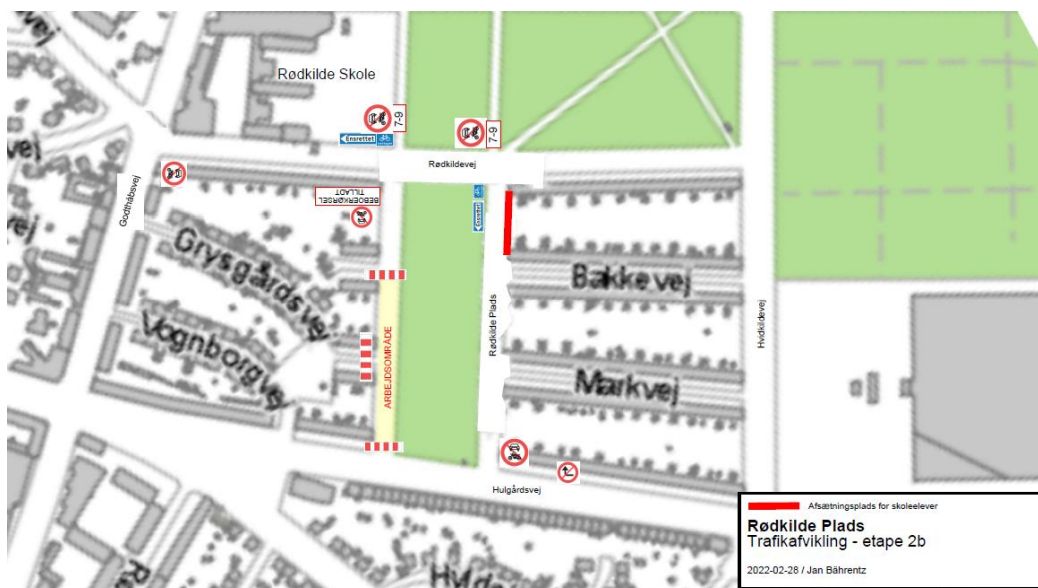 Rødkilde Skole
7-9
Ensrettet
7-9
Rødkildevej
Godthåbsvej
BEBOERKØRSEL
TILLADT
Ensrettet
Grysgårdsvej
Bakkevej
Vognborgvej
ARBEJDSOMRÅDE
Rødkilde Plads
Markvej
Hvidkildevej
Hulgårdsvej
Afsætningsplads for skoleelever
Rødkilde Plads
Trafikafvikling - etape 2b
2022-02-28 / Jan Bährentz